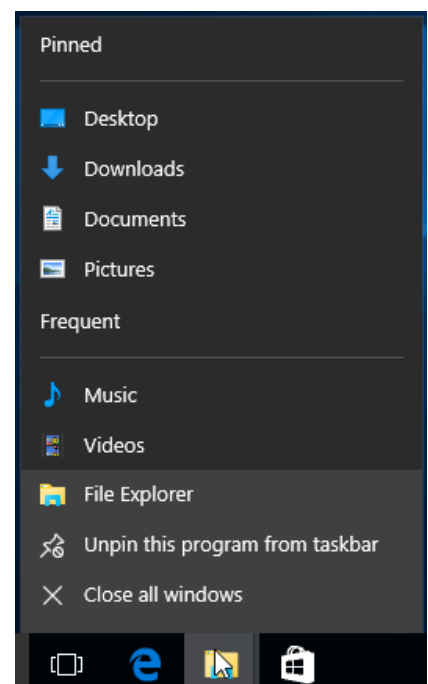 Pinned
Desktop
Downloads
Documents
Pictures
Frequent
Music
Videos
File Explorer
Unpin this program from taskbar
Close all windows